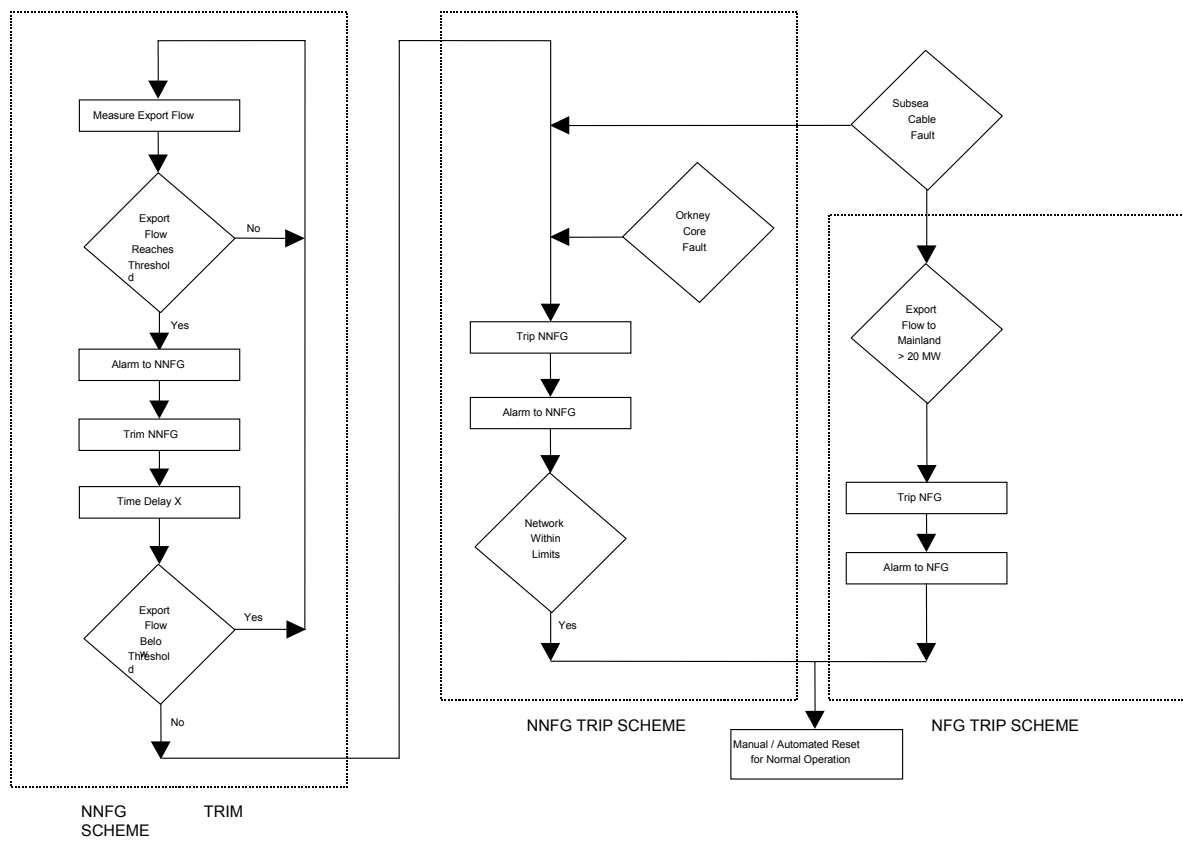 Measure Export Flow
Export
Flow
Reaches
Threshol
d
No
Yes
Alarm to NNFG
Trim NNFG
Time Delay X
Export
Flow
Belo
w
Threshol
d
Yes
No
NNFG TRIM
SCHEME
Orkney
Core
Fault
Trip NNFG
Alarm to NNFG
Network
Within
Limits
Yes
NNFG TRIP SCHEME
Subsea
Cable
Fault
Export
Flow to
Mainland
> 20 MW
Trip NFG
Alarm to NFG
NFG TRIP SCHEME
Manual / Automated Reset
for Normal Operation